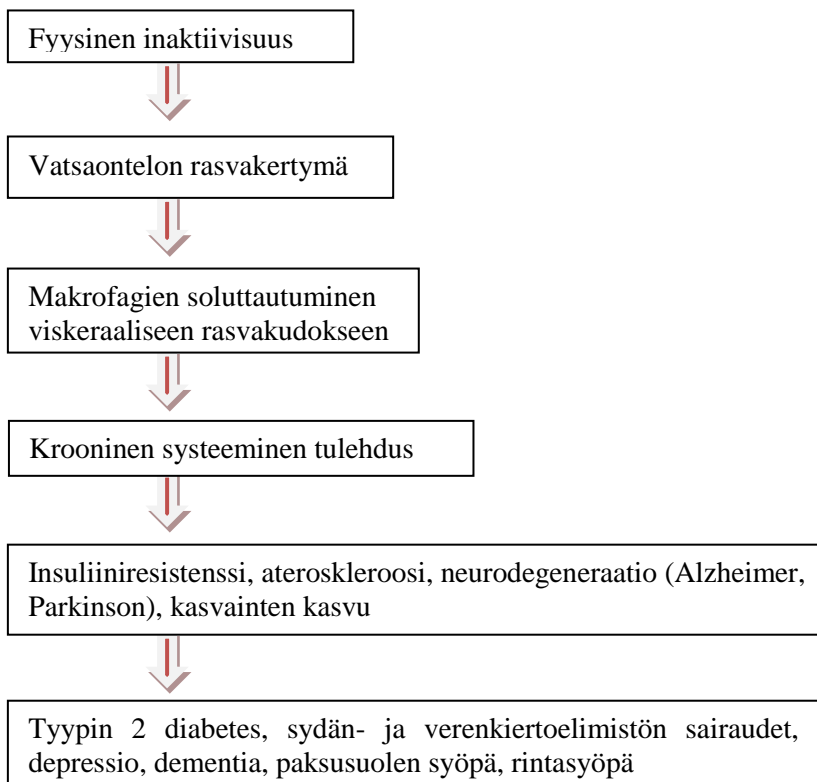 Fyysinen inaktiivisuus
Vatsaontelon rasvakertymä
Makrofagien soluttautuminen
viskeraaliseen rasvakudokseen
Krooninen systeeminen tulehdus
Insuliiniresistenssi, ateroskleroosi, neurodegeneraatio (Alzheimer,
Parkinson), kasvainten kasvu
Tyypin 2 diabetes, sydän- ja verenkiertoelimistön sairaudet,
depressio, dementia, paksusuolen syöpä, rintasyöpä